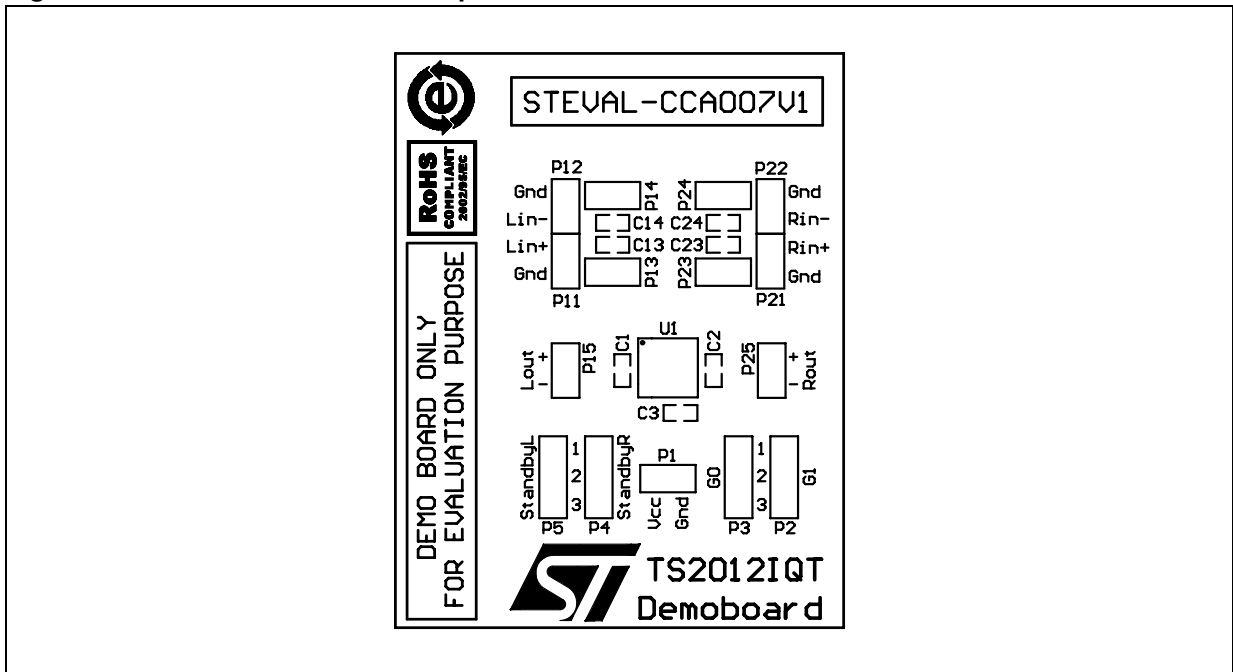 e
STEVAL-CCA007V1
RoHS
COMPLIANT
2002/95/EC
P12
P22
Gnd
P14
P24
Gnd
Lin-
C14
C24
Rin-
Lin+
C13
C23
Rin+
Gnd
P13
P23
Gnd
P11
P21
DEMO BOARD ONLY
FOR EVALUATION PURPOSE
U1
C1
C2
Lout
+
-
P15
P25
+
-
Rout
C3
StandbyL
1
2
3
StandbyR
P5
P4
P1
Vcc
Gnd
G0
1
2
3
G1
P3
P2
ST
TS2012IQT
Demoboard